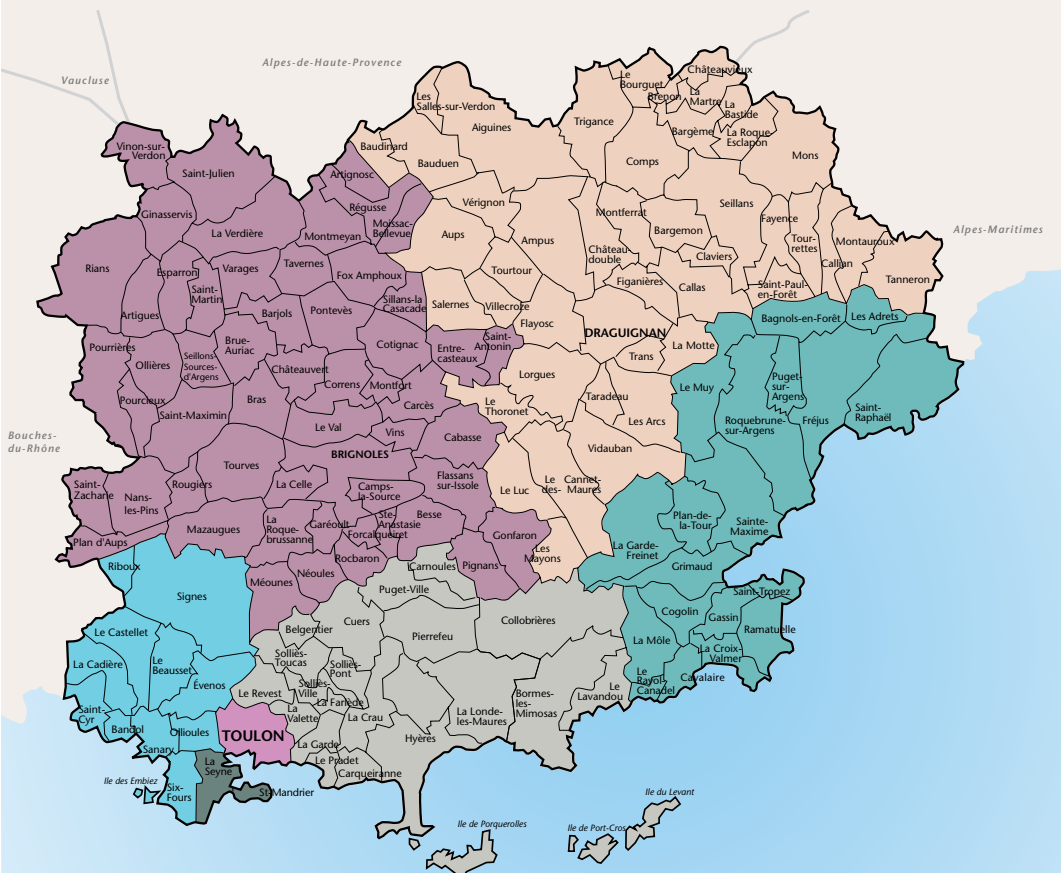 Alpes-de-Haute-Provence
Vaucluse
Alpes-Maritimes
Bouches-
du-Rhône
Les
Salles-sur-Verdon
Aiguines
Baudinard
Bauduen
Trigance
Le
Bourguet
Brenon
Châteauvieux
La
Martre
La
Bastide
Bargème
La Roque-
Esclapon
Comps
Mons
Vinon-sur-
Verdon
Saint-Julien
Artignosc
Régusse
Moissac-
Bellevue
Ginasservis
La Verdière
Montmeyan
Vérignon
Aups
Ampus
Montferrat
Château-
double
Bargemon
Seillans
Claviers
Fayence
Tour-
rettes
Callian
Montauroux
Tanneron
Saint-Paul-
en-Forêt
Rians
Esparron
Saint-
Martin
Artigues
Varages
Tavernes
Fox Amphoux
Sillans-la
Casacade
Barjols
Pontevès
Tourtour
Salernes
Villecroze
Flayosc
Figanières
Callas
DRAGUIGNAN
Trans
La Motte
Bagnols-en-Forêt
Les Adrets
Pourrières
Ollières
Seillons-
Sources-
d'Argens
Brue-
Auriac
Châteauvert
Cotignac
Entre-
casteaux
Saint-
Antonin
Lorgues
Pourcieux
Saint-Maximin
Bras
Correns
Montfort
Carcès
Le
Thoronet
Taradeau
Les Arcs
Le Muy
Puget-
sur-
Argens
Roquebrune-
sur-Argens
Fréjus
Saint-
Raphaël
Le Val
Vins
BRIGNOLES
Cabasse
Vidauban
Saint-
Zacharie
Nans-
les-Pins
Rougiers
Tourves
La Celle
Camps-
la-Source
Flassans
sur-Issole
Le Luc
Le
des-
Cannet-
Maures
Plan d'Aups
Mazaugues
La
Roque-
brussanne
Garéoult
Ste-
Anastasie
Forcalqueiret
Besse
Gonfaron
Les
Mayons
Plan-de-
la-Tour
Sainte-
Maxime
La Garde-
Freinet
Grimaud
Riboux
Signes
Méounes
Néoules
Rocbaron
Carnoules
Pignans
Puget-Ville
Saint-Tropez
Cogolin
Gassin
Ramatuelle
La Môle
La Croix-
Valmer
Cavalaire
Le
Rayol-
Canadel
Le Castellet
La Cadière
Le
Beausset
Évenos
Belgentier
Cuers
Pierrefeu
Collobrières
Solliès-
Toucas
Solliès-
Pont
Solliès-
Ville
La Farlède
Le Revest
La
Valette
La Crau
La Londe-
les-Maures
Bormes-
les-
Mimosas
Le
Lavandou
Saint-
Cyr
Bandol
Ollioules
Sanary
TOULON
La Garde
Le Pradet
Carqueiranne
Hyères
La
Seyne
Six-
Fours
St-Mandrier
Ile des Embiez
Ile de Porquerolles
Ile de Port-Cros
Ile du Levant